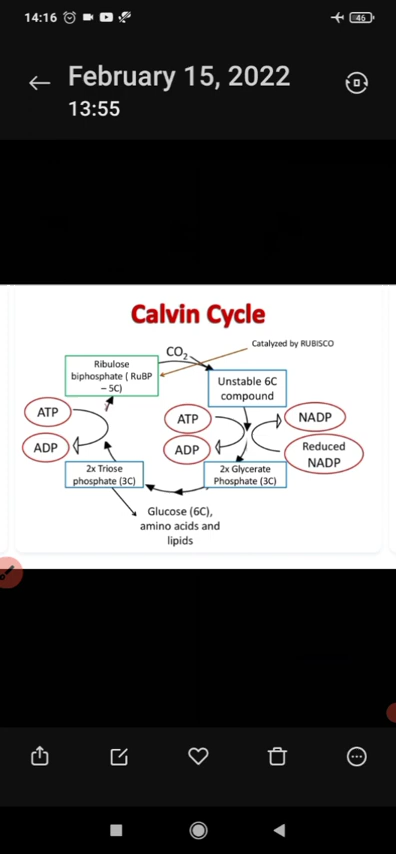 14:16
46
February 15, 2022
13:55
Calvin Cycle
CO2
Catalyzed by RUBISCO
Ribulose
biphosphate ( RuBP
– 5C)
Unstable 6C
compound
ATP
ATP
NADP
ADP
ADP
Reduced
NADP
2x Triose
phosphate (3C)
2x Glycerate
Phosphate (3C)
Glucose (6C),
amino acids and
lipids